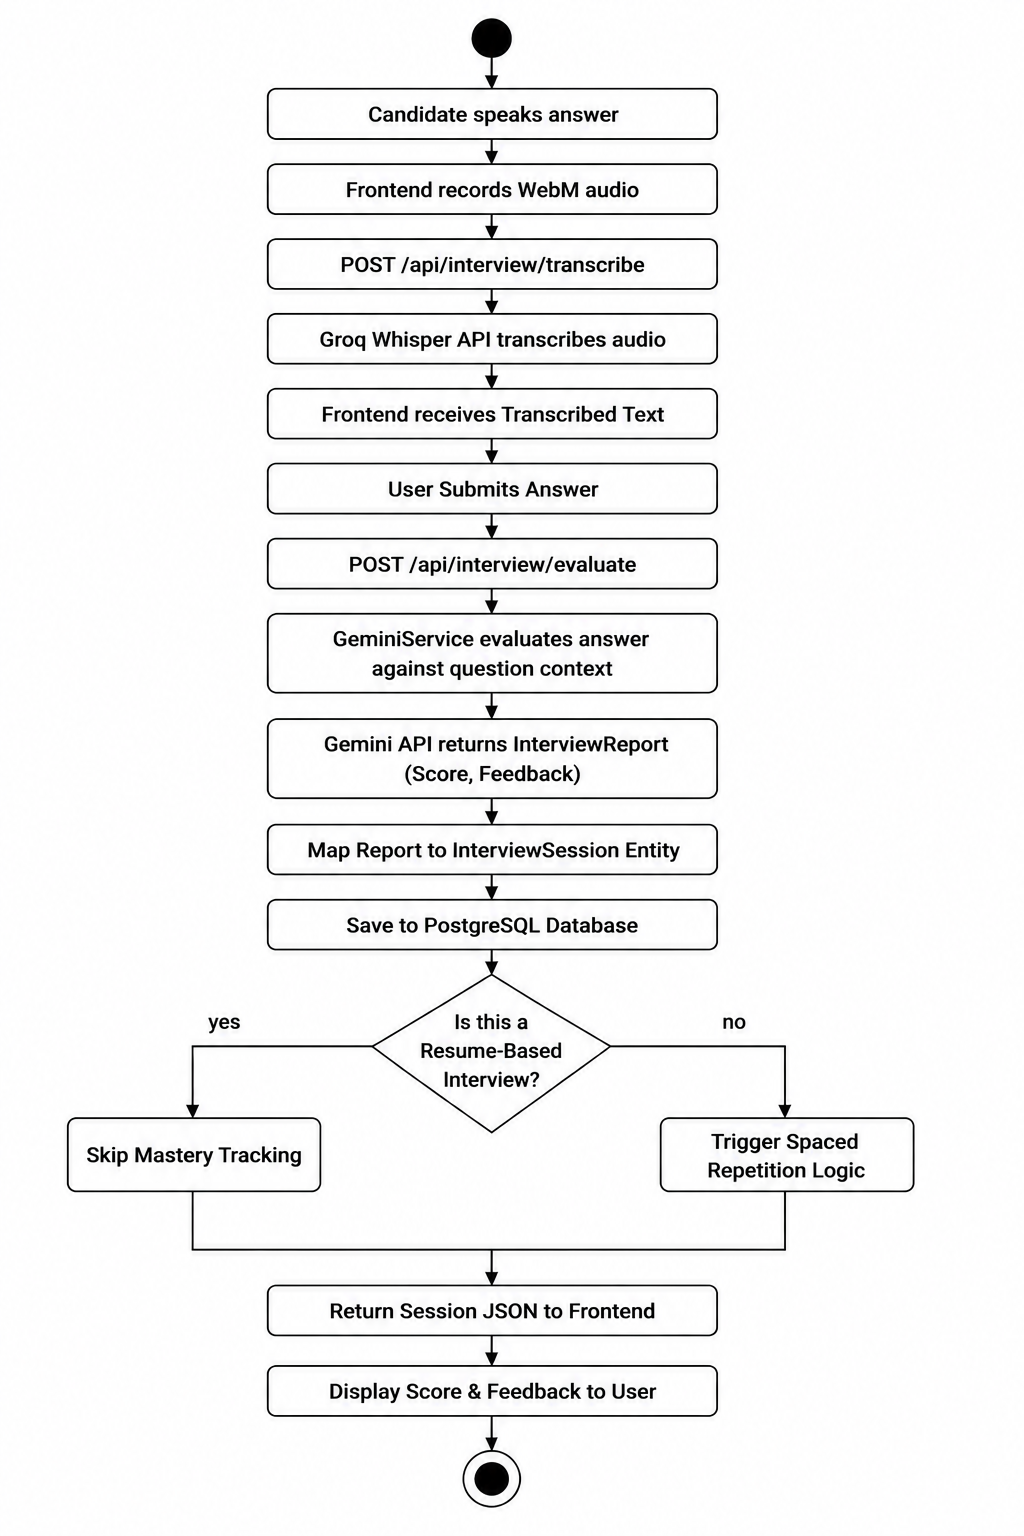 Candidate speaks answer
Frontend records WebM audio
POST /api/interview/transcribe
Groq Whisper API transcribes audio
Frontend receives Transcribed Text
User Submits Answer
POST /api/interview/evaluate
GeminiService evaluates answer
against question context
Gemini API returns InterviewReport
(Score, Feedback)
Map Report to InterviewSession Entity
Save to PostgreSQL Database
Is this a
Resume-Based
Interview?
yes
no
Skip Mastery Tracking
Trigger Spaced
Repetition Logic
Return Session JSON to Frontend
Display Score & Feedback to User